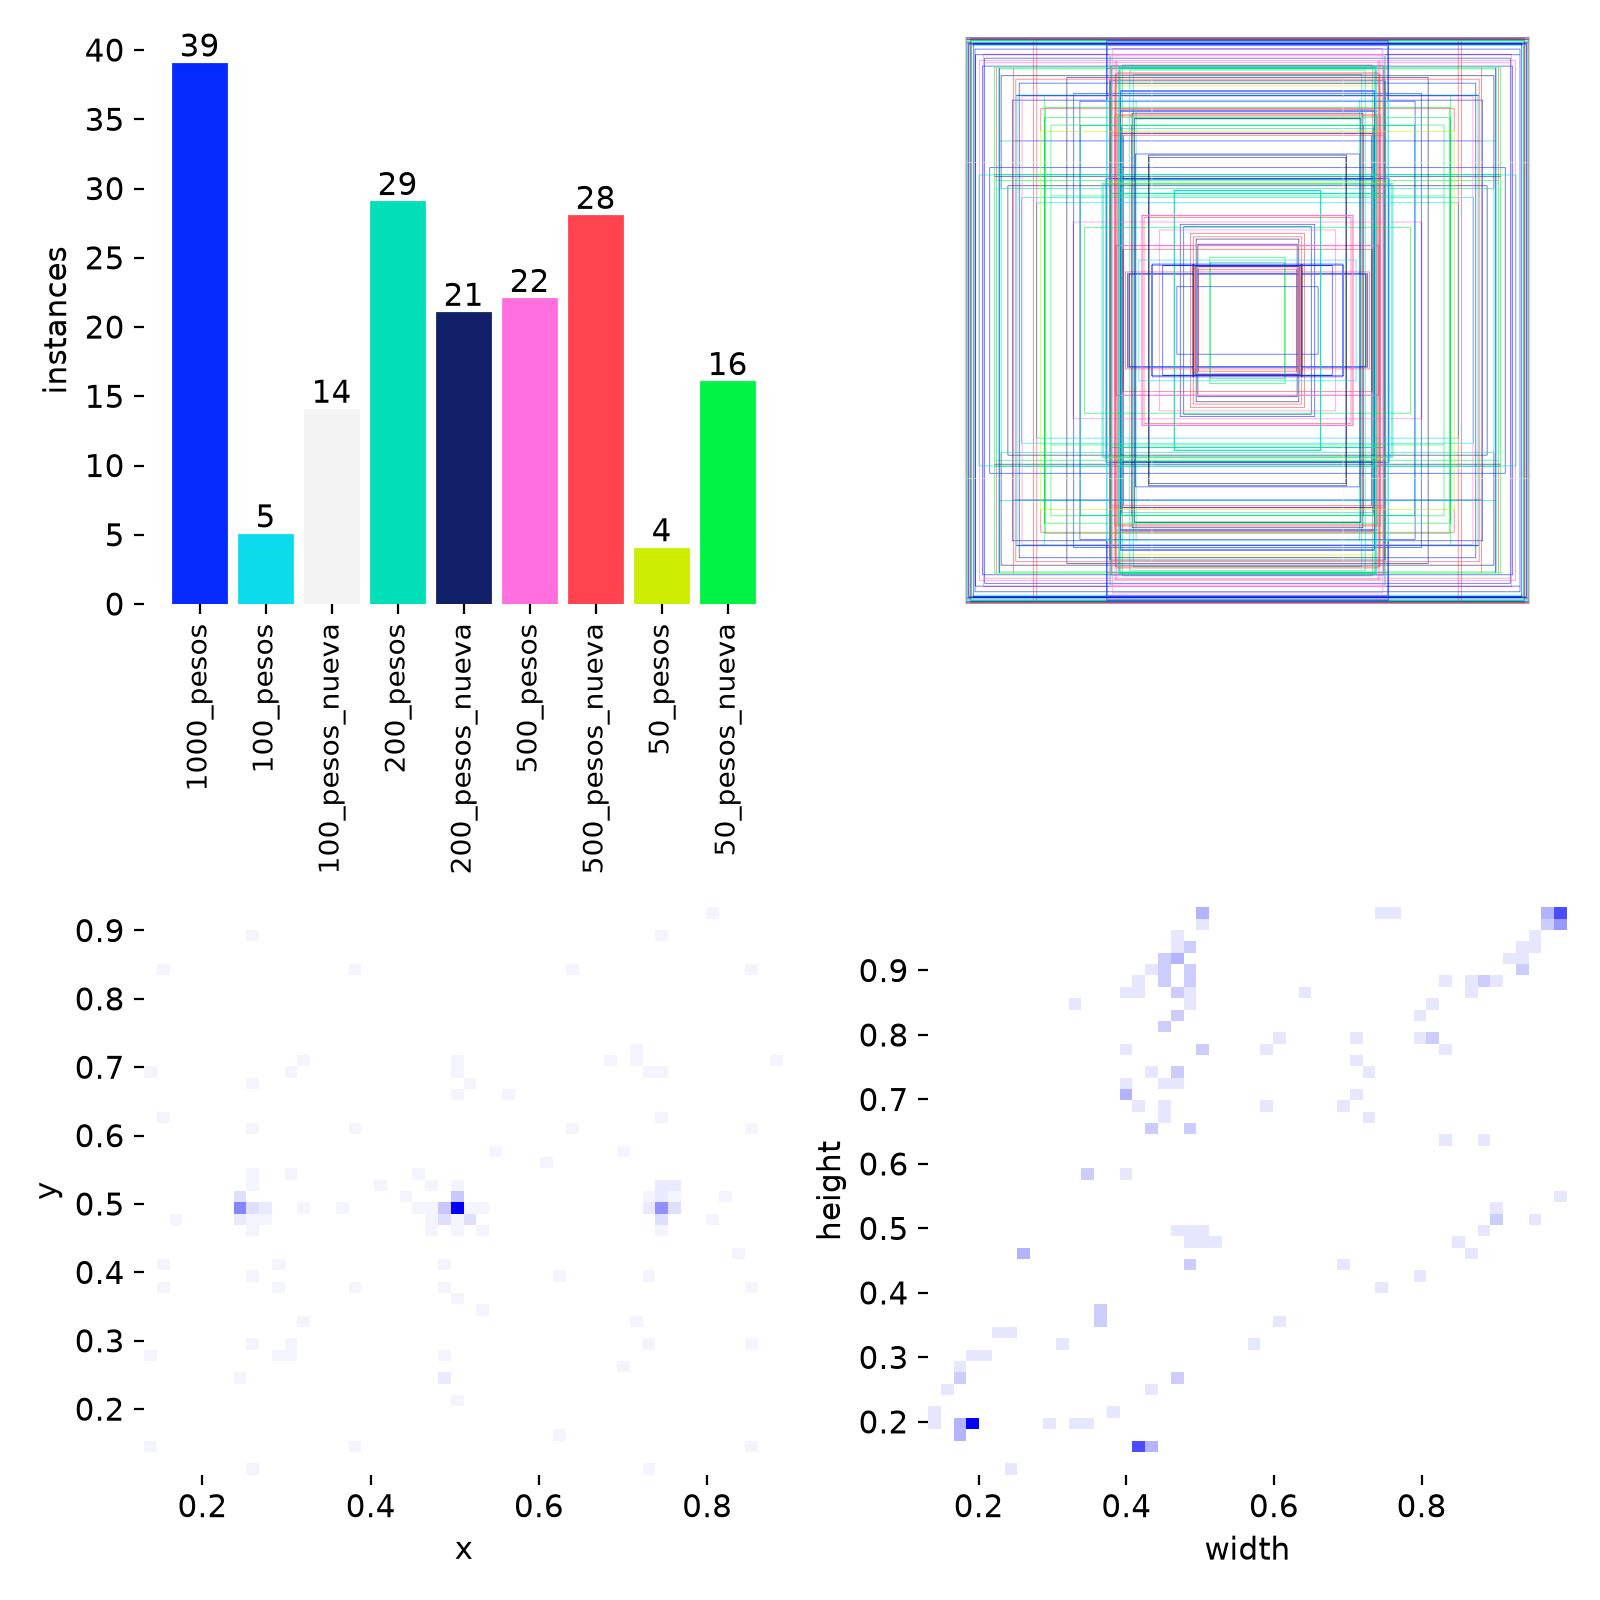 instances
40
35
30
25
20
15
10
5
0
39
5
14
29
21
22
28
4
16
1000_pesos
100_pesos
100_pesos_nueva
200_pesos
200_pesos_nueva
500_pesos
500_pesos_nueva
50_pesos
50_pesos_nueva
y
0.9
0.8
0.7
0.6
0.5
0.4
0.3
0.2
0.2 0.4 0.6 0.8
x
height
0.9
0.8
0.7
0.6
0.5
0.4
0.3
0.2
0.2 0.4 0.6 0.8
width